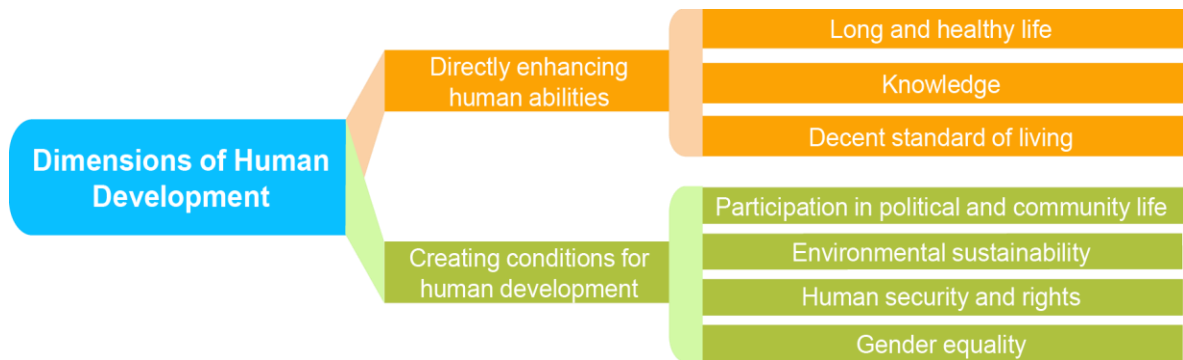 Dimensions of Human
Development
Directly enhancing
human abilities
Long and healthy life
Knowledge
Decent standard of living
Creating conditions for
human development
Participation in political and community life
Environmental sustainability
Human security and rights
Gender equality